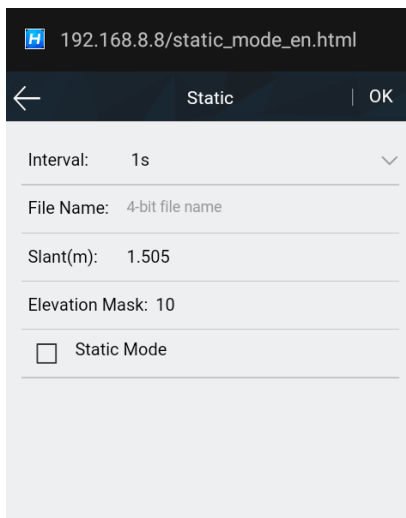 H 192.168.8.8/static_mode_en.html
Static | OK
Interval: 1s
File Name: 4-bit file name
Slant(m): 1.505
Elevation Mask: 10
Static Mode